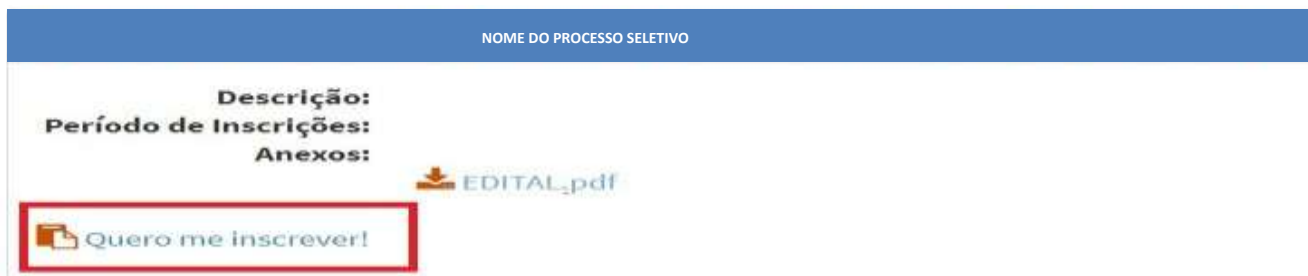 NOME DO PROCESSO SELETIVO
Descrição:
Período de Inscrições:
Anexos:
EDITAL.pdf
Quero me inscrever!